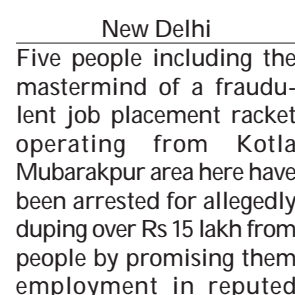 New Delhi
Five people including the
mastermind of a fraudu-
lent job placement racket
operating from Kotla
Mubarakpur area here have
been arrested for allegedly
duping over Rs 15 lakh from
people by promising them
employment in reputed